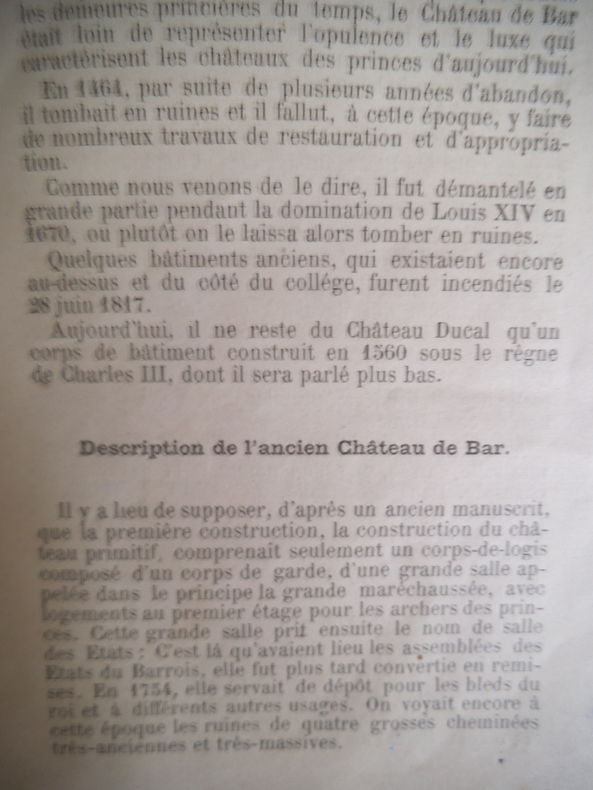 les demeures princières du temps, le Château de Bar
était loin de représenter l'opulence et le luxe qui
caractérisent les châteaux des princes d'aujourd'hui.
En 1464, par suite de plusieurs années d'abandon,
il tombait en ruines et il fallut, à cette époque, y faire
de nombreux travaux de restauration et d'appropria-
tion.
Comme nous venons de le dire, il fut démantelé en
grande partie pendant la domination de Louis XIV en
1670, ou plutôt on le laissa alors tomber en ruines.
Quelques bâtiments anciens, qui existaient encore
au-dessus et du côté du collége, furent incendiés le
28 juin 1817.
Aujourd'hui, il ne reste du Château Ducal qu'un
corps de bâtiment construit en 1560 sous le règne
de Charles III, dont il sera parlé plus bas.
Description de l'ancien Château de Bar.
Il y a lieu de supposer, d'après un ancien manuscrit,
que la première construction, la construction du châ-
teau primitif, comprenait seulement un corps-de-logis
composé d'un corps de garde, d'une grande salle ap-
pelée dans le principe la grande maréchaussée, avec
logements au premier étage pour les archers des prin-
ces. Cette grande salle prit ensuite le nom de salle
des Etats ; C'est là qu'avaient lieu les assemblées des
Etats du Barrois, elle fut plus tard convertie en remi-
ses. En 1754, elle servait de dépôt pour les bleds du
roi et à différents autres usages. On voyait encore à
cette époque les ruines de quatre grosses cheminées
très-anciennes et très-massives.